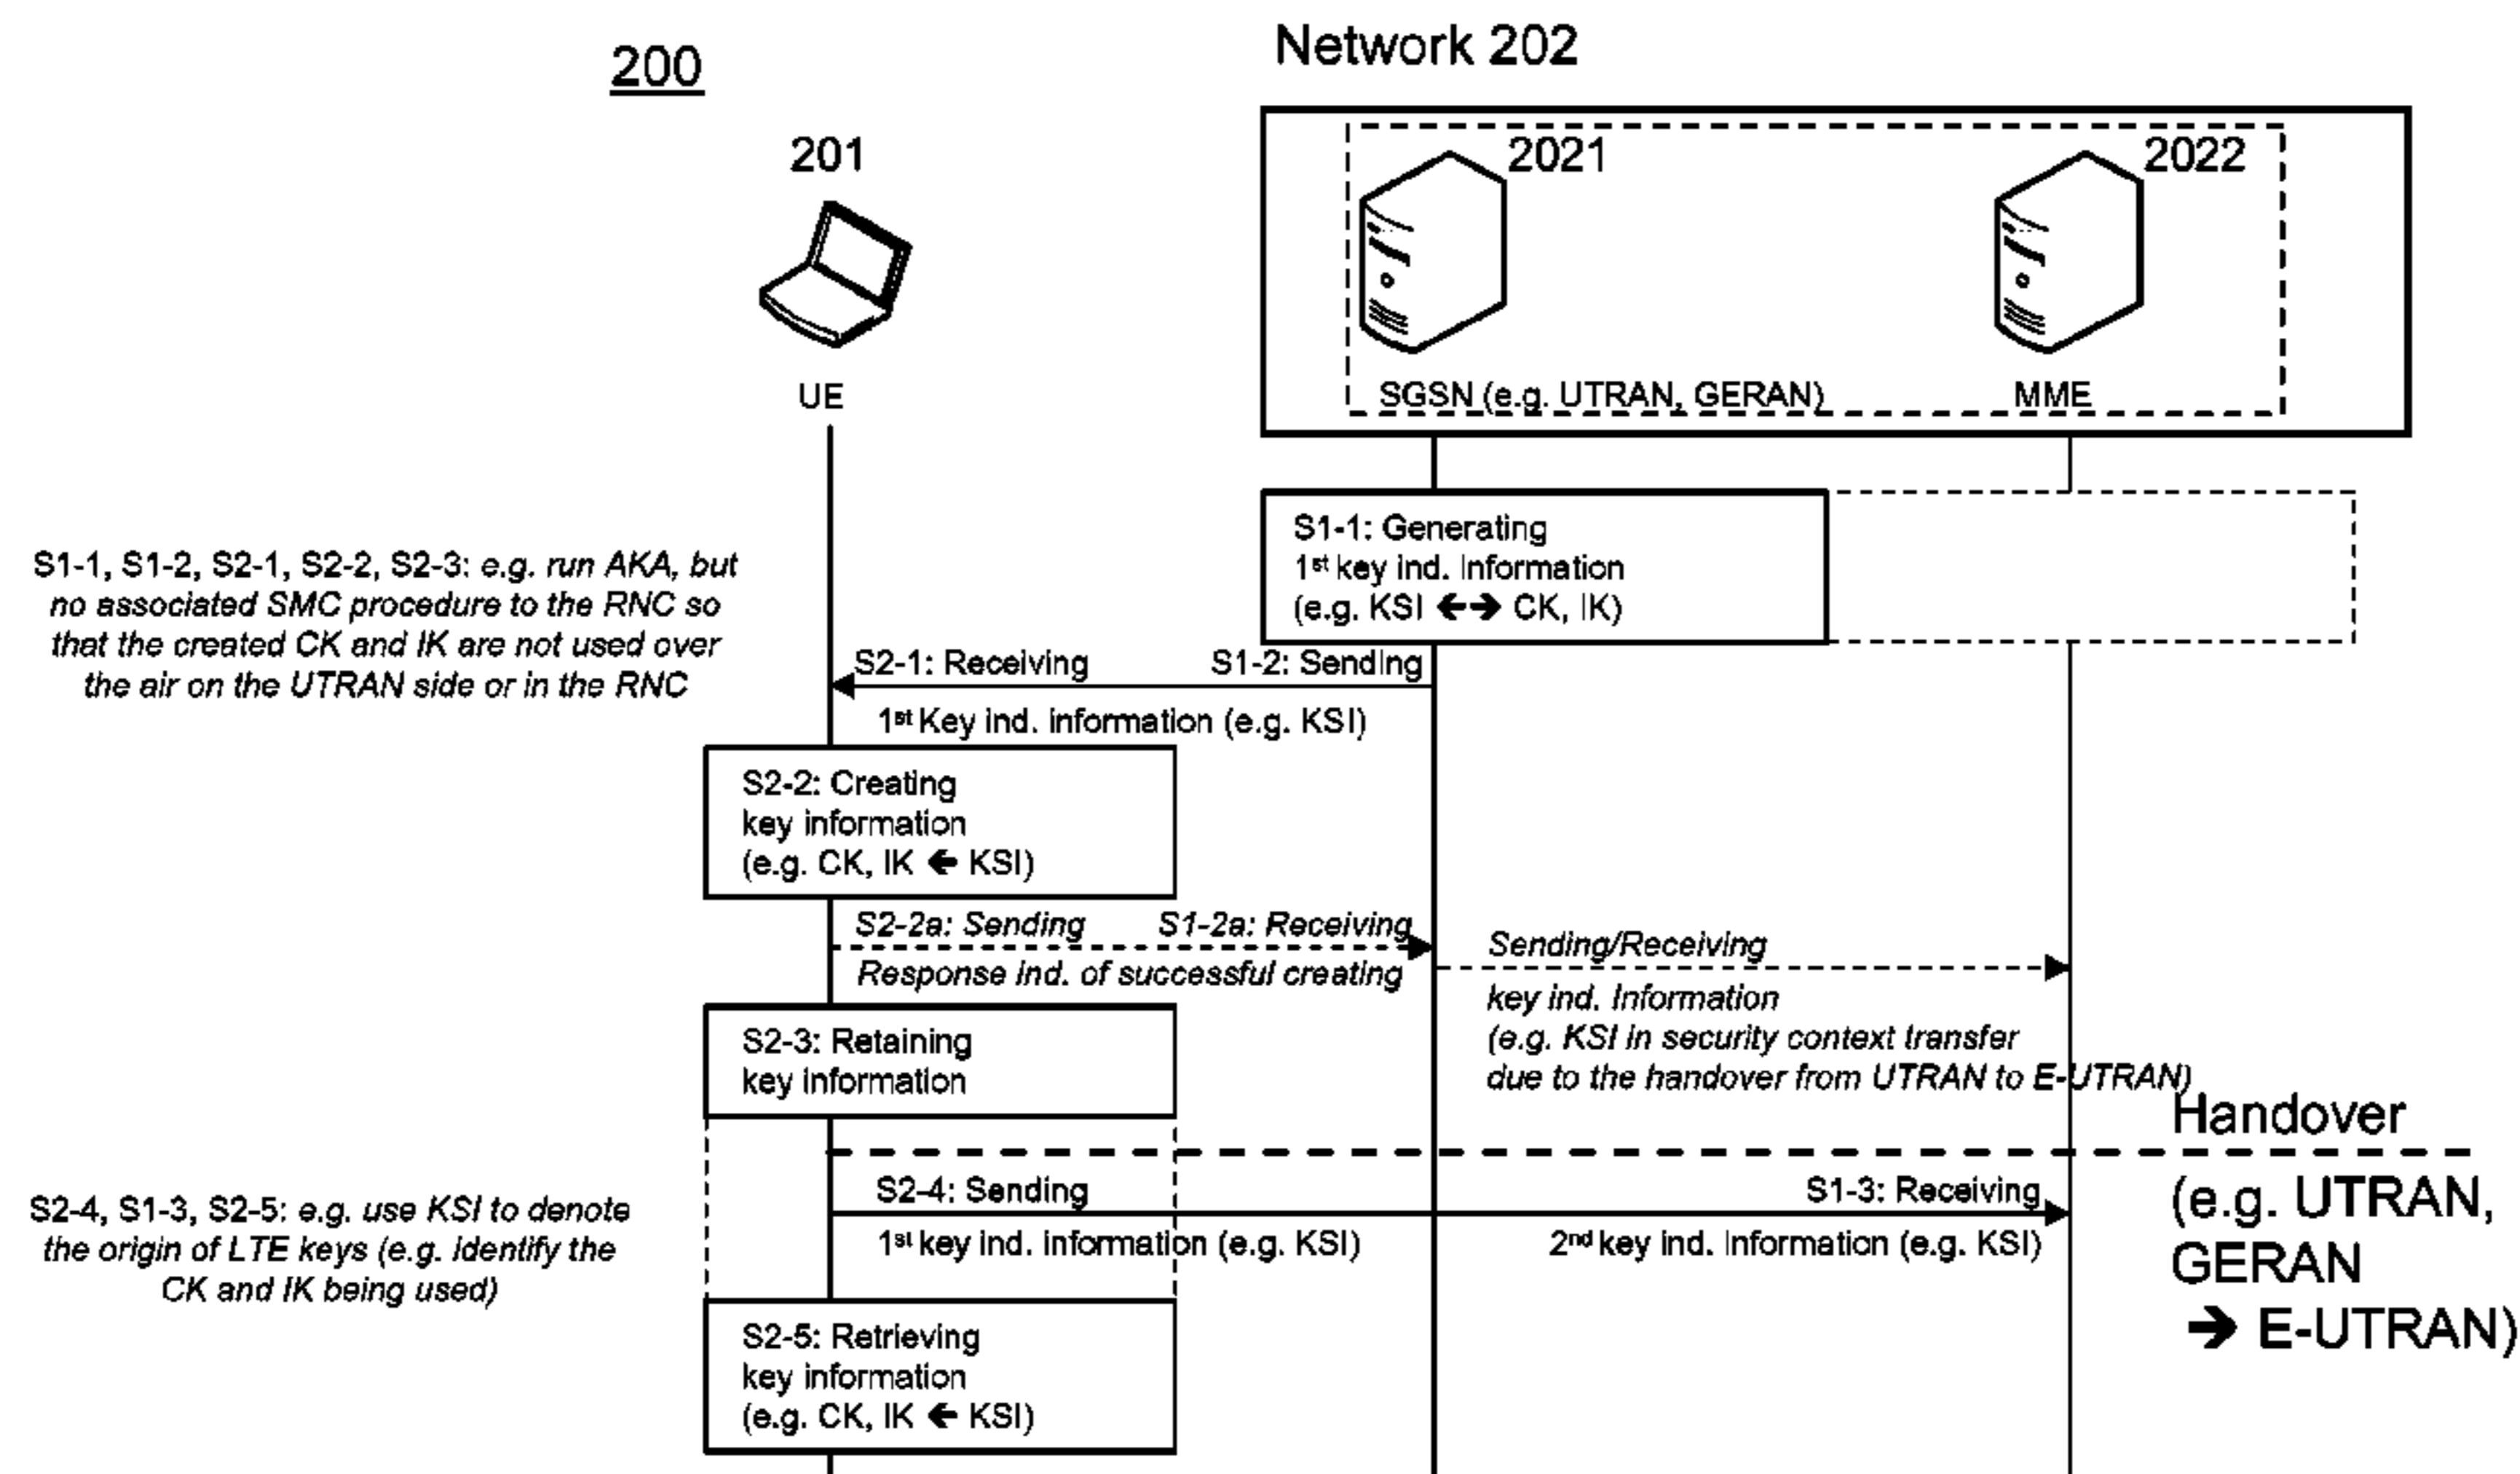 200
Network 202
201
2021
2022
UE
SGSN (e.g. UTRAN, GERAN)
MME
S1-1: Generating
1st key ind. Information
(e.g. KSI ←→ CK, IK)
S1-1, S1-2, S2-1, S2-2, S2-3: e.g. run AKA, but
no associated SMC procedure to the RNC so
that the created CK and IK are not used over
the air on the UTRAN side or in the RNC
S2-1: Receiving
S1-2: Sending
1st Key ind. information (e.g. KSI)
S2-2: Creating
key information
(e.g. CK, IK ← KSI)
S2-2a: Sending
S1-2a: Receiving
Response ind. of successful creating
Sending/Receiving
key ind. Information
(e.g. KSI in security context transfer
due to the handover from UTRAN to E-UTRAN)
S2-3: Retaining
key information
Handover
(e.g. UTRAN,
GERAN
→ E-UTRAN)
S2-4: Sending
S1-3: Receiving
1st key ind. information (e.g. KSI)
2nd key ind. Information (e.g. KSI)
S2-4, S1-3, S2-5: e.g. use KSI to denote
the origin of LTE keys (e.g. identify the
CK and IK being used)
S2-5: Retrieving
key information
(e.g. CK, IK ← KSI)